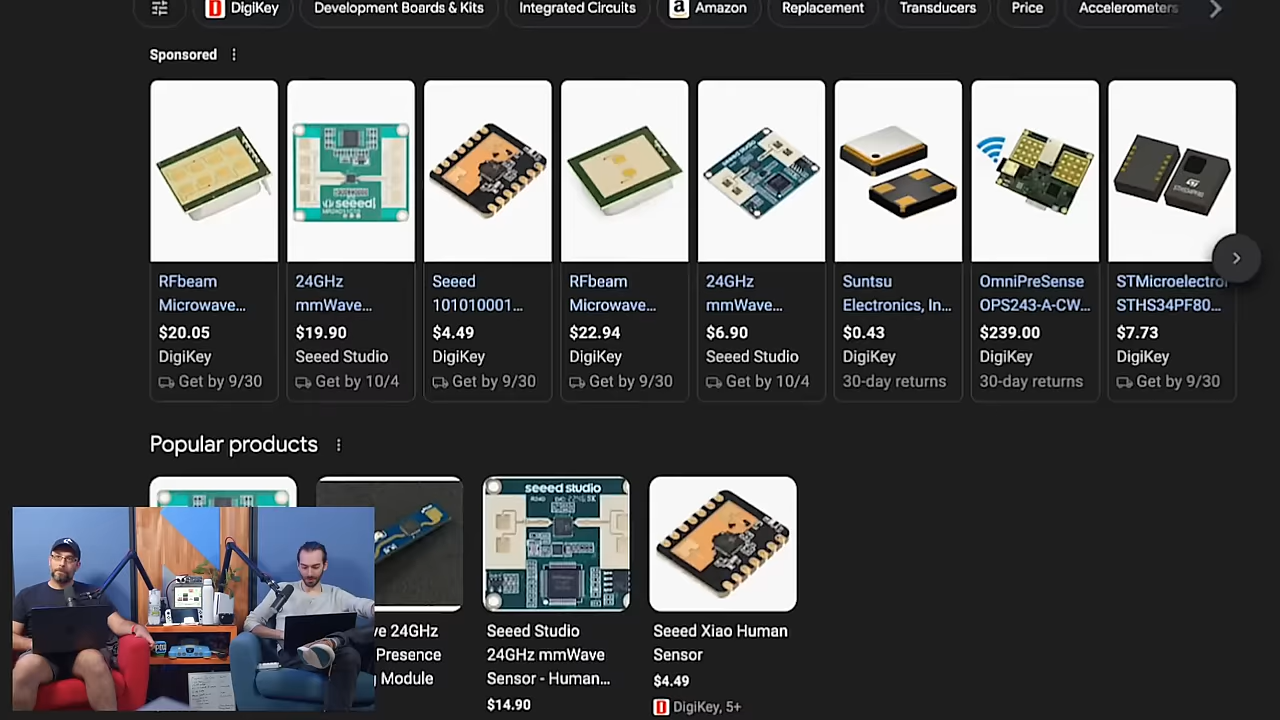 DigiKey
Development Boards & Kits
Integrated Circuits
Amazon
Replacement
Transducers
Price
Accelerometers
Sponsored
seeed
RFbeam
Microwave...
$20.05
DigiKey
Get by 9/30
24GHz
mmWave...
$19.90
Seeed Studio
Get by 10/4
Seeed
101010001...
$4.49
DigiKey
Get by 9/30
RFbeam
Microwave...
$22.94
DigiKey
Get by 9/30
24GHz
mmWave...
$6.90
Seeed Studio
Get by 10/4
Suntsu
Electronics, In...
$0.43
DigiKey
30-day returns
OmniPreSense
OPS243-A-CW...
$239.00
DigiKey
30-day returns
STMicroelectron
STHS34PF80...
$7.73
DigiKey
Get by 9/30
Popular products
seeed studio
ve 24GHz
Presence
Module
Seeed Studio
24GHz mmWave
Sensor - Human...
$14.90
Seeed Xiao Human
Sensor
$4.49
DigiKey, 5+